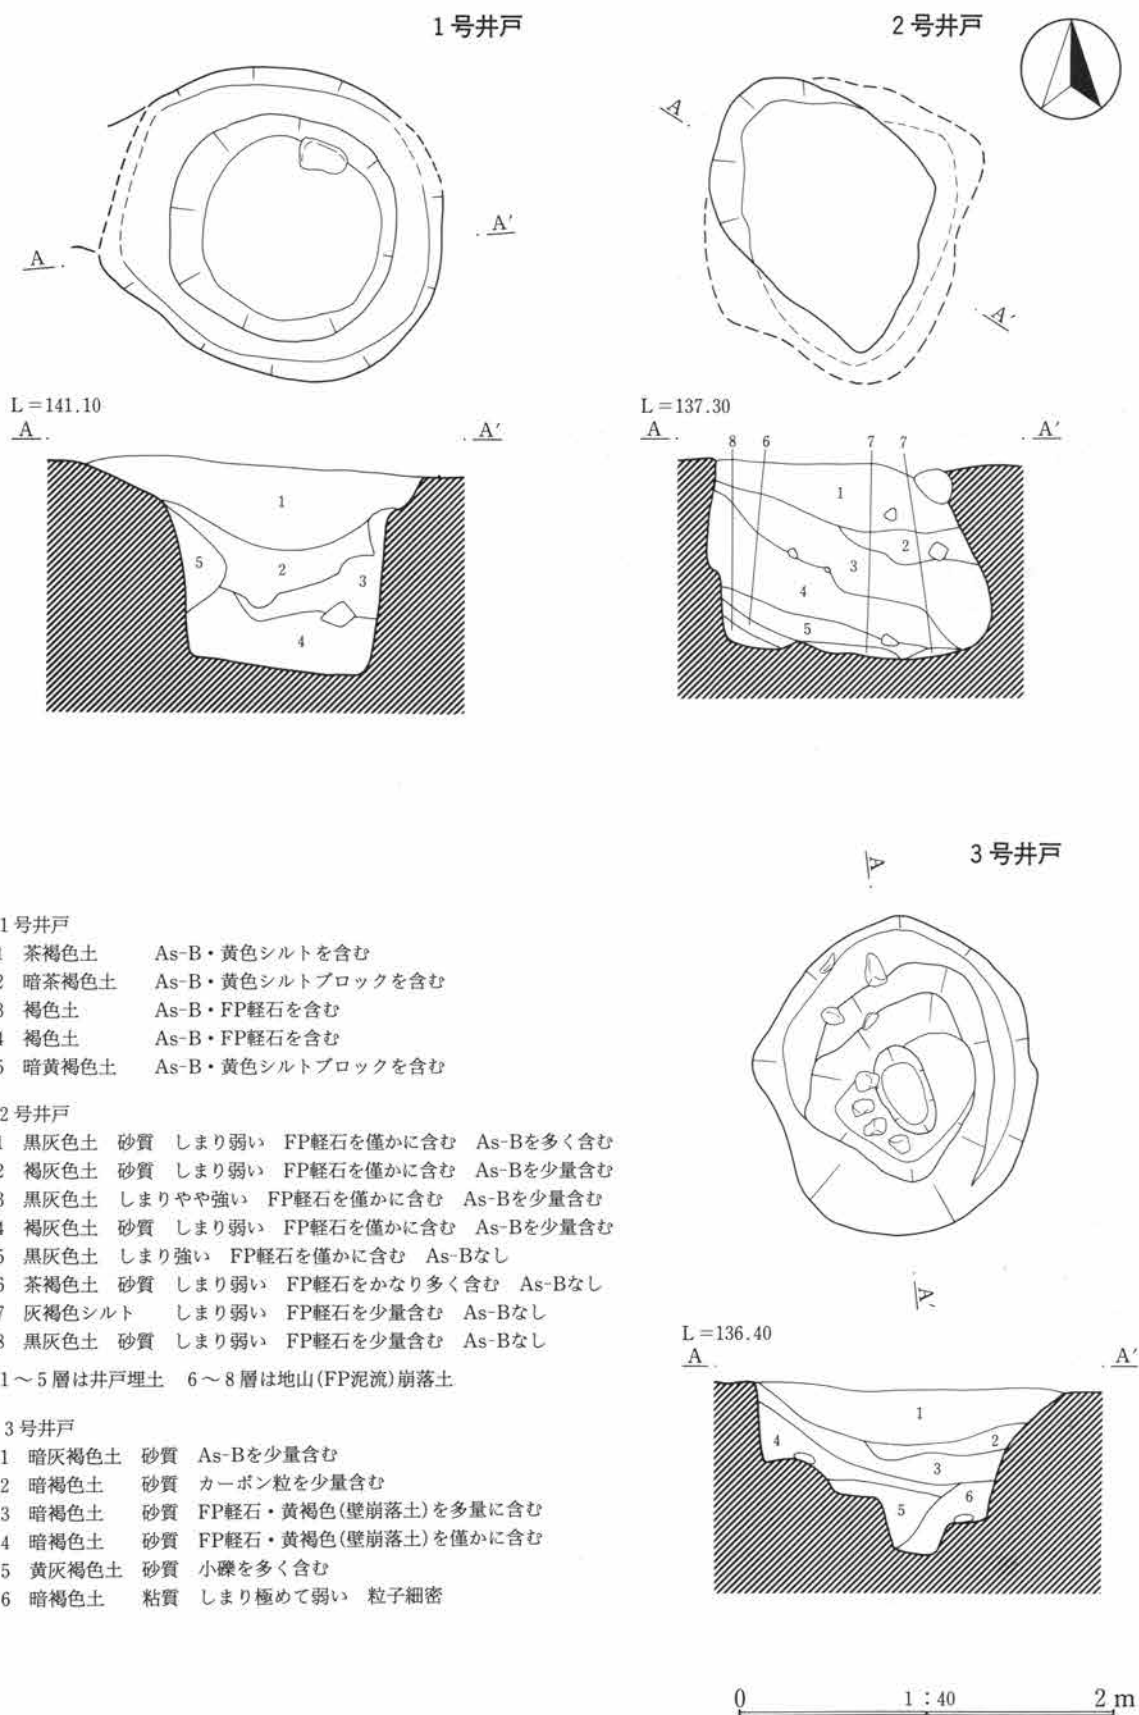 1号井戸
2号井戸
A
A′
A
A′
L=141.10
A
A′
1
2
3
4
5
L=137.30
A
A′
8 6 7 7
1
2
3
4
5
3号井戸
A
A′
1号井戸
1 茶褐色土 As-B・黄色シルトを含む
2 暗茶褐色土 As-B・黄色シルトブロックを含む
3 褐色土 As-B・FP軽石を含む
4 褐色土 As-B・FP軽石を含む
5 暗黄褐色土 As-B・黄色シルトブロックを含む
2号井戸
1 黒灰色土 砂質 しまり弱い FP軽石を僅かに含む As-Bを多く含む
2 褐灰色土 砂質 しまり弱い FP軽石を僅かに含む As-Bを少量含む
3 黒灰色土 しまりやや強い FP軽石を僅かに含む As-Bを少量含む
4 褐灰色土 砂質 しまり弱い FP軽石を僅かに含む As-Bを少量含む
5 黒灰色土 しまり強い FP軽石を僅かに含む As-Bなし
6 茶褐色土 砂質 しまり弱い FP軽石をかなり多く含む As-Bなし
7 灰褐色シルト しまり弱い FP軽石を少量含む As-Bなし
8 黒灰色土 砂質 しまり弱い FP軽石を少量含む As-Bなし
1～5層は井戸埋土 6～8層は地山(FP泥流)崩落土
3号井戸
1 暗灰褐色土 砂質 As-Bを少量含む
2 暗褐色土 砂質 カーボン粒を少量含む
3 暗褐色土 砂質 FP軽石・黄褐色(壁崩落土)を多量に含む
4 暗褐色土 砂質 FP軽石・黄褐色(壁崩落土)を僅かに含む
5 黄灰褐色土 砂質 小礫を多く含む
6 暗褐色土 粘質 しまり極めて弱い 粒子細密
L=136.40
A
A′
1
2
3
4
5
6
0 1:40 2m